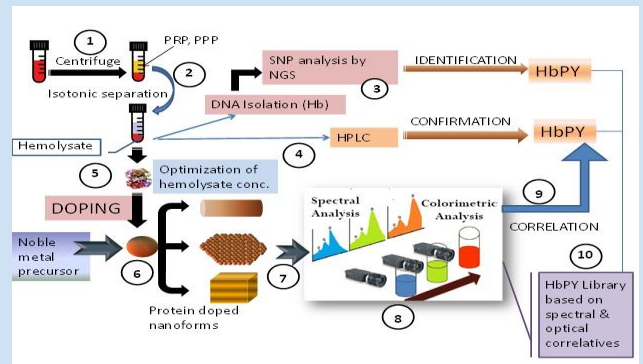 1
Centrifuge
PRP, PPP
2
Isotonic separation
SNP analysis by
NGS
3
IDENTIFICATION
HbPY
DNA Isolation (Hb)
Hemolysate
4
HPLC
CONFIRMATION
HbPY
5
Optimization of
hemolysate conc.
DOPING
Noble
metal
precursor
6
Protein doped
nanoforms
7
Spectral
Analysis
Colorimetric
Analysis
8
9
CORRELATION
10
HbPY Library
based on
spectral &
optical
correlatives